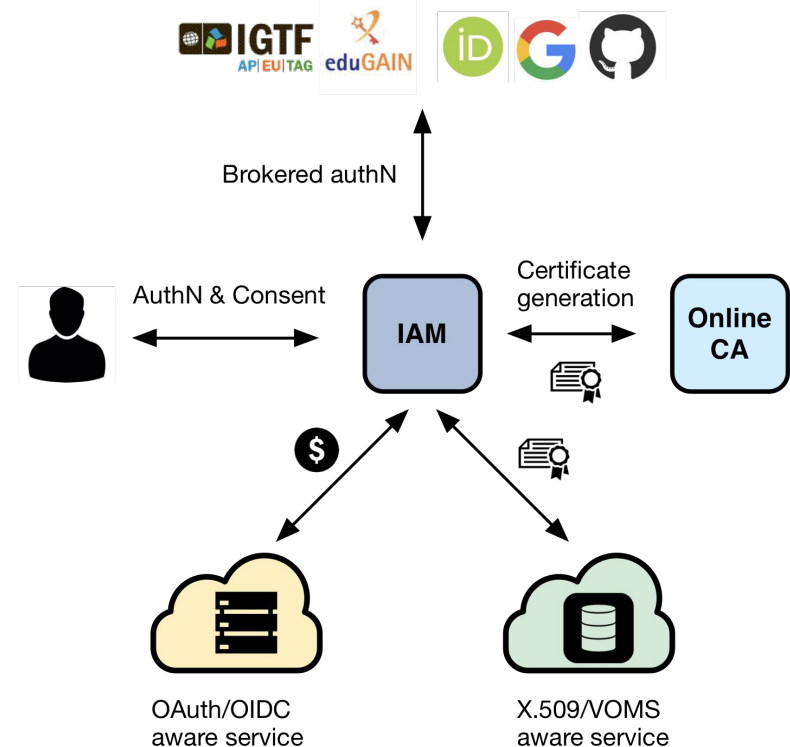 IGTF
AP|EU|TAG
eduGAIN
iD
G
Brokered authN
AuthN & Consent
IAM
Certificate
generation
Online
CA
$
OAuth/OIDC
aware service
X.509/VOMS
aware service